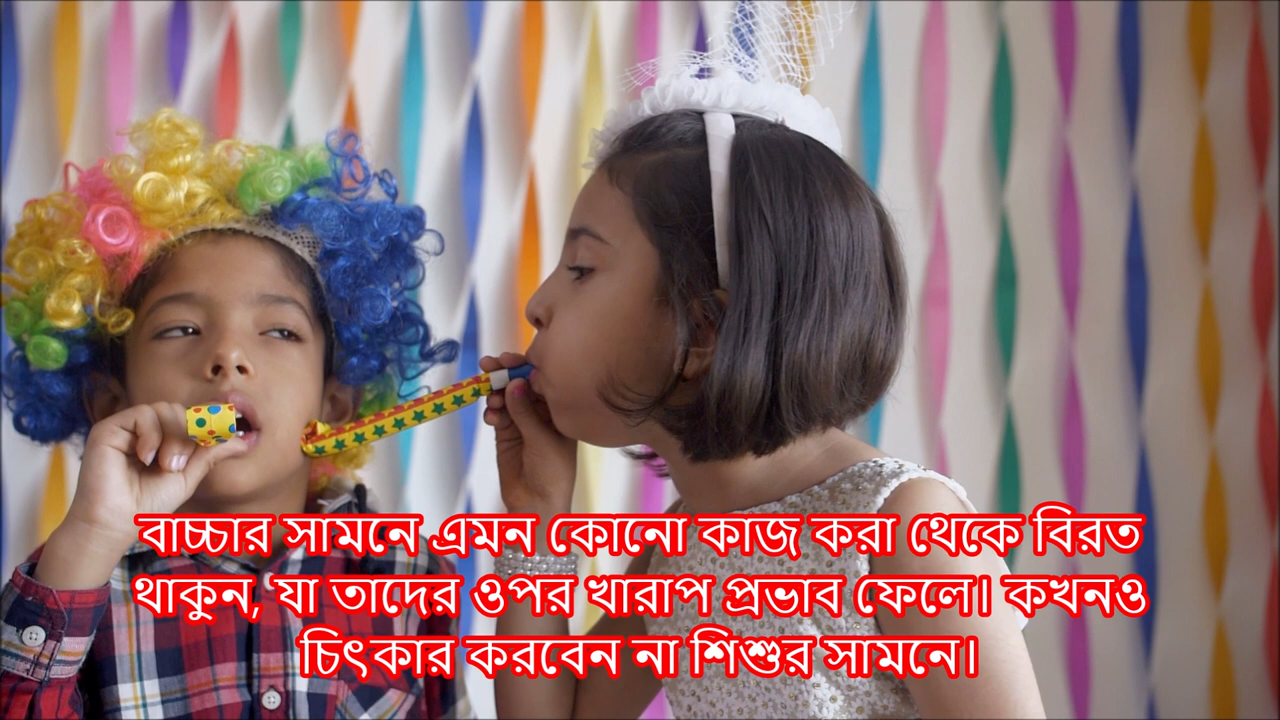 বাচ্চার সামনে এমন কোনো কাজ করা থেকে বিরত
থাকুন, যা তাদের ওপর খারাপ প্রভাব ফেলে। কখনও
চিৎকার করবেন না শিশুর সামনে।